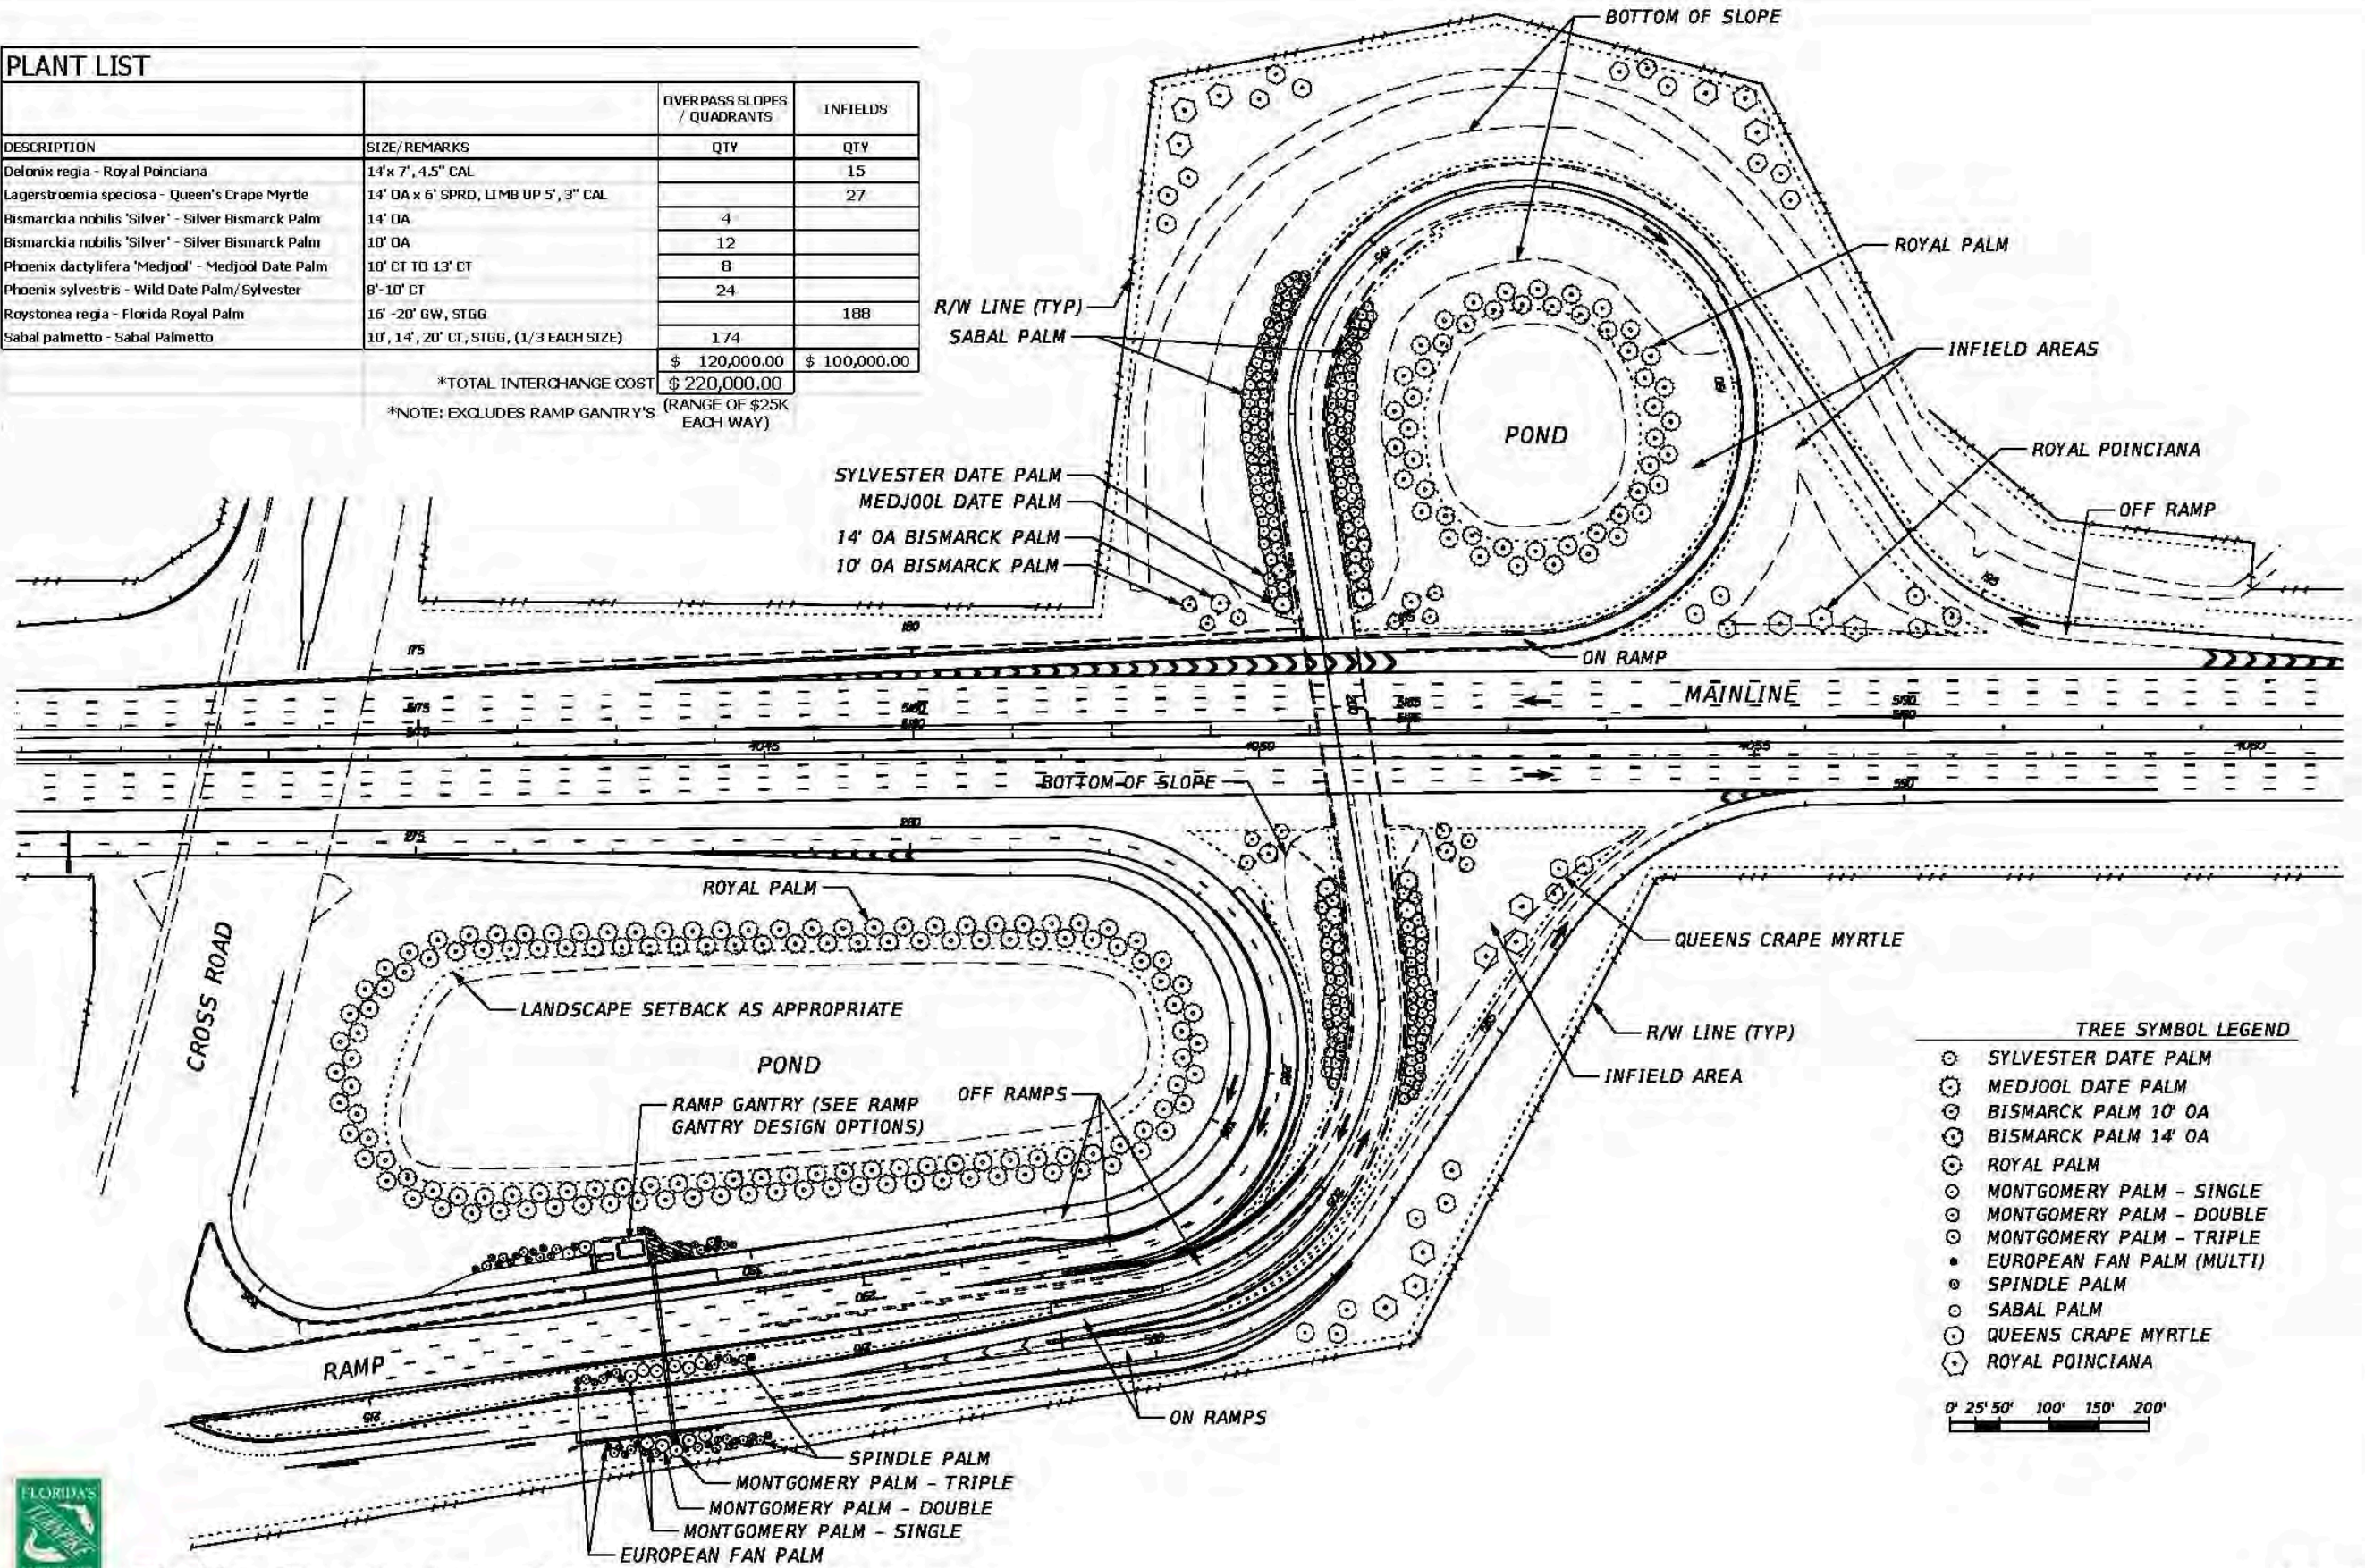 PLANT LIST
OVERPASS SLOPES / QUADRANTS INFIELDS
DESCRIPTION SIZE/REMARKS QTY QTY
Delonix regia - Royal Poinciana 14'x 7', 4.5" CAL 15
Lagerstroemia speciosa - Queen's Crape Myrtle 14' OA x 6' SPRD, LIMB UP 5', 3" CAL 27
Bismarckia nobilis 'Silver' - Silver Bismarck Palm 14' OA 4
Bismarckia nobilis 'Silver' - Silver Bismarck Palm 10' OA 12
Phoenix dactylifera 'Medjool' - Medjool Date Palm 10' CT TO 13' CT 8
Phoenix sylvestris - Wild Date Palm/Sylvester 8'-10' CT 24
Roystonea regia - Florida Royal Palm 16' -20' GW, STGG 188
Sabal palmetto - Sabal Palmetto 10', 14', 20' CT, STGG, (1/3 EACH SIZE) 174
$ 120,000.00 $ 100,000.00
*TOTAL INTERCHANGE COST $ 220,000.00
*NOTE: EXCLUDES RAMP GANTRY'S (RANGE OF $25K EACH WAY)
BOTTOM OF SLOPE
ROYAL PALM
R/W LINE (TYP)
SABAL PALM
INFIELD AREAS
POND
ROYAL POINCIANA
SYLVESTER DATE PALM
MEDJOOL DATE PALM
OFF RAMP
14' OA BISMARCK PALM
10' OA BISMARCK PALM
195
180
175
ON RAMP
MAINLINE
200
4045
4050
4055
4060
BOTTOM OF SLOPE
590
275
280
ROYAL PALM
CROSS ROAD
QUEENS CRAPE MYRTLE
LANDSCAPE SETBACK AS APPROPRIATE
R/W LINE (TYP)
POND
INFIELD AREA
RAMP GANTRY (SEE RAMP
GANTRY DESIGN OPTIONS)
OFF RAMPS
RAMP
ON RAMPS
SPINDLE PALM
MONTGOMERY PALM - TRIPLE
MONTGOMERY PALM - DOUBLE
MONTGOMERY PALM - SINGLE
EUROPEAN FAN PALM
TREE SYMBOL LEGEND
SYLVESTER DATE PALM
MEDJOOL DATE PALM
BISMARCK PALM 10' OA
BISMARCK PALM 14' OA
ROYAL PALM
MONTGOMERY PALM - SINGLE
MONTGOMERY PALM - DOUBLE
MONTGOMERY PALM - TRIPLE
EUROPEAN FAN PALM (MULTI)
SPINDLE PALM
SABAL PALM
QUEENS CRAPE MYRTLE
ROYAL POINCIANA
0' 25' 50' 100' 150' 200'
FLORIDA'S
TURNPIKE